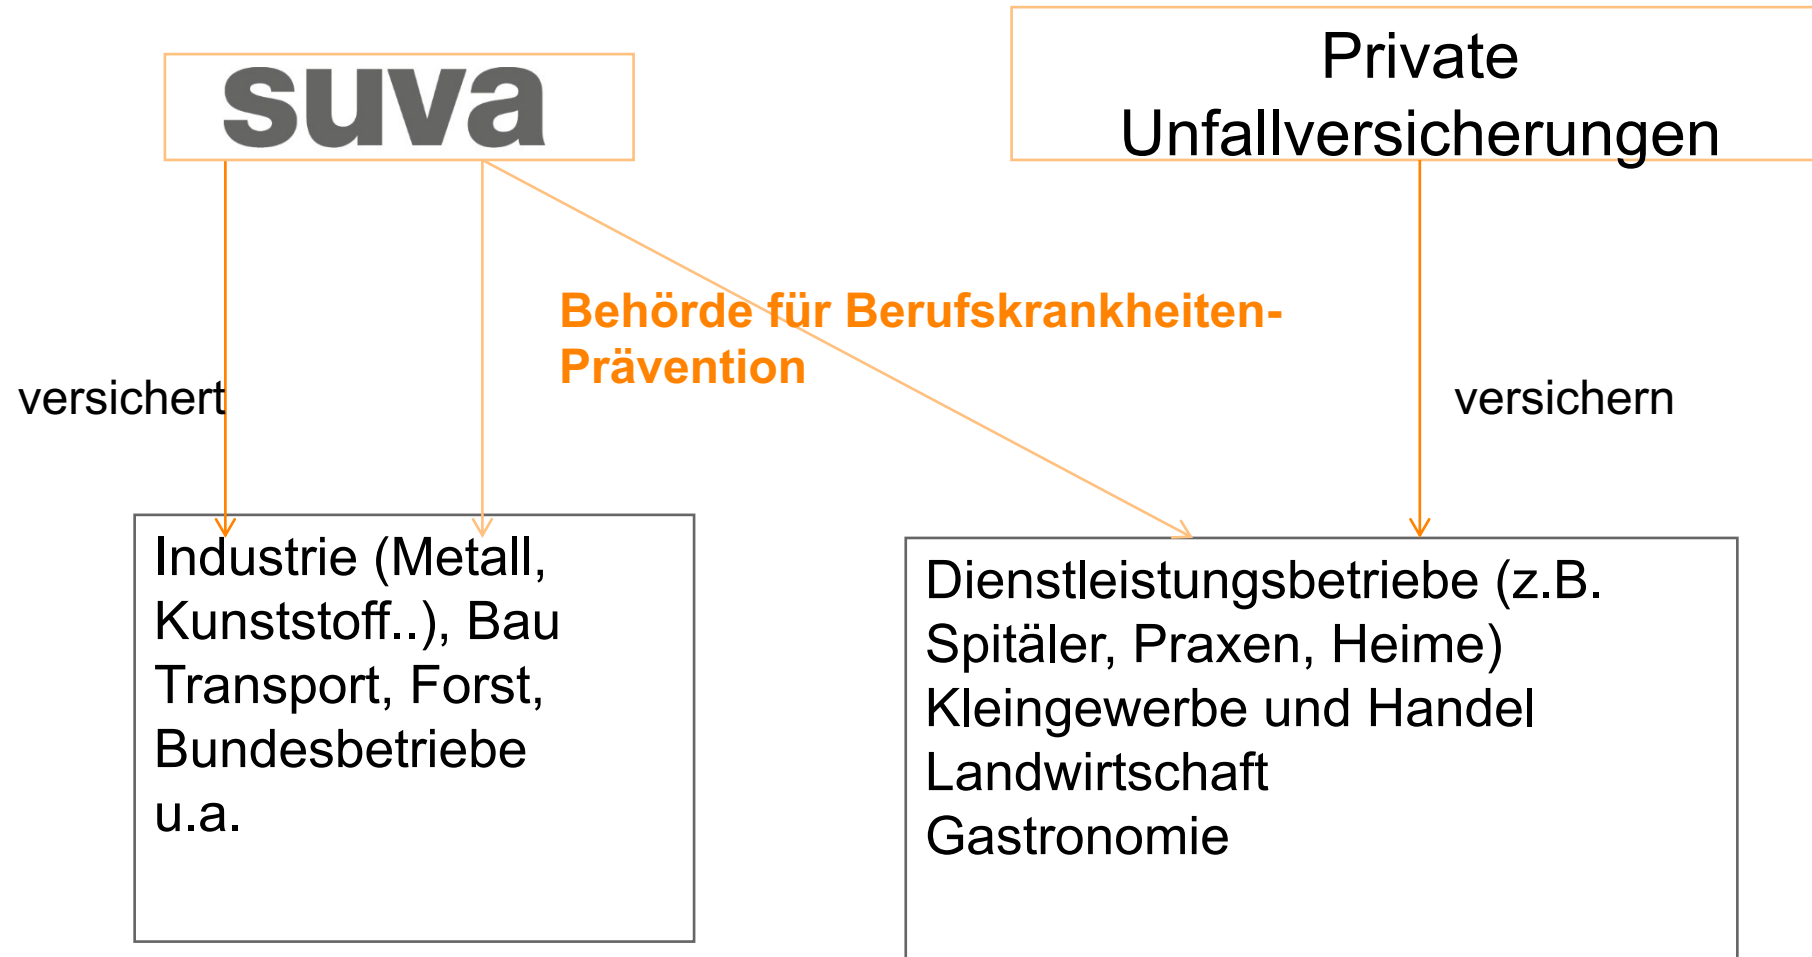 suva
Private
Unfallversicherungen
Behörde für Berufskrankheiten-
Prävention
versichert
versichern
Industrie (Metall,
Kunststoff..), Bau
Transport, Forst,
Bundesbetriebe
u.a.
Dienstleistungsbetriebe (z.B.
Spitäler, Praxen, Heime)
Kleingewerbe und Handel
Landwirtschaft
Gastronomie